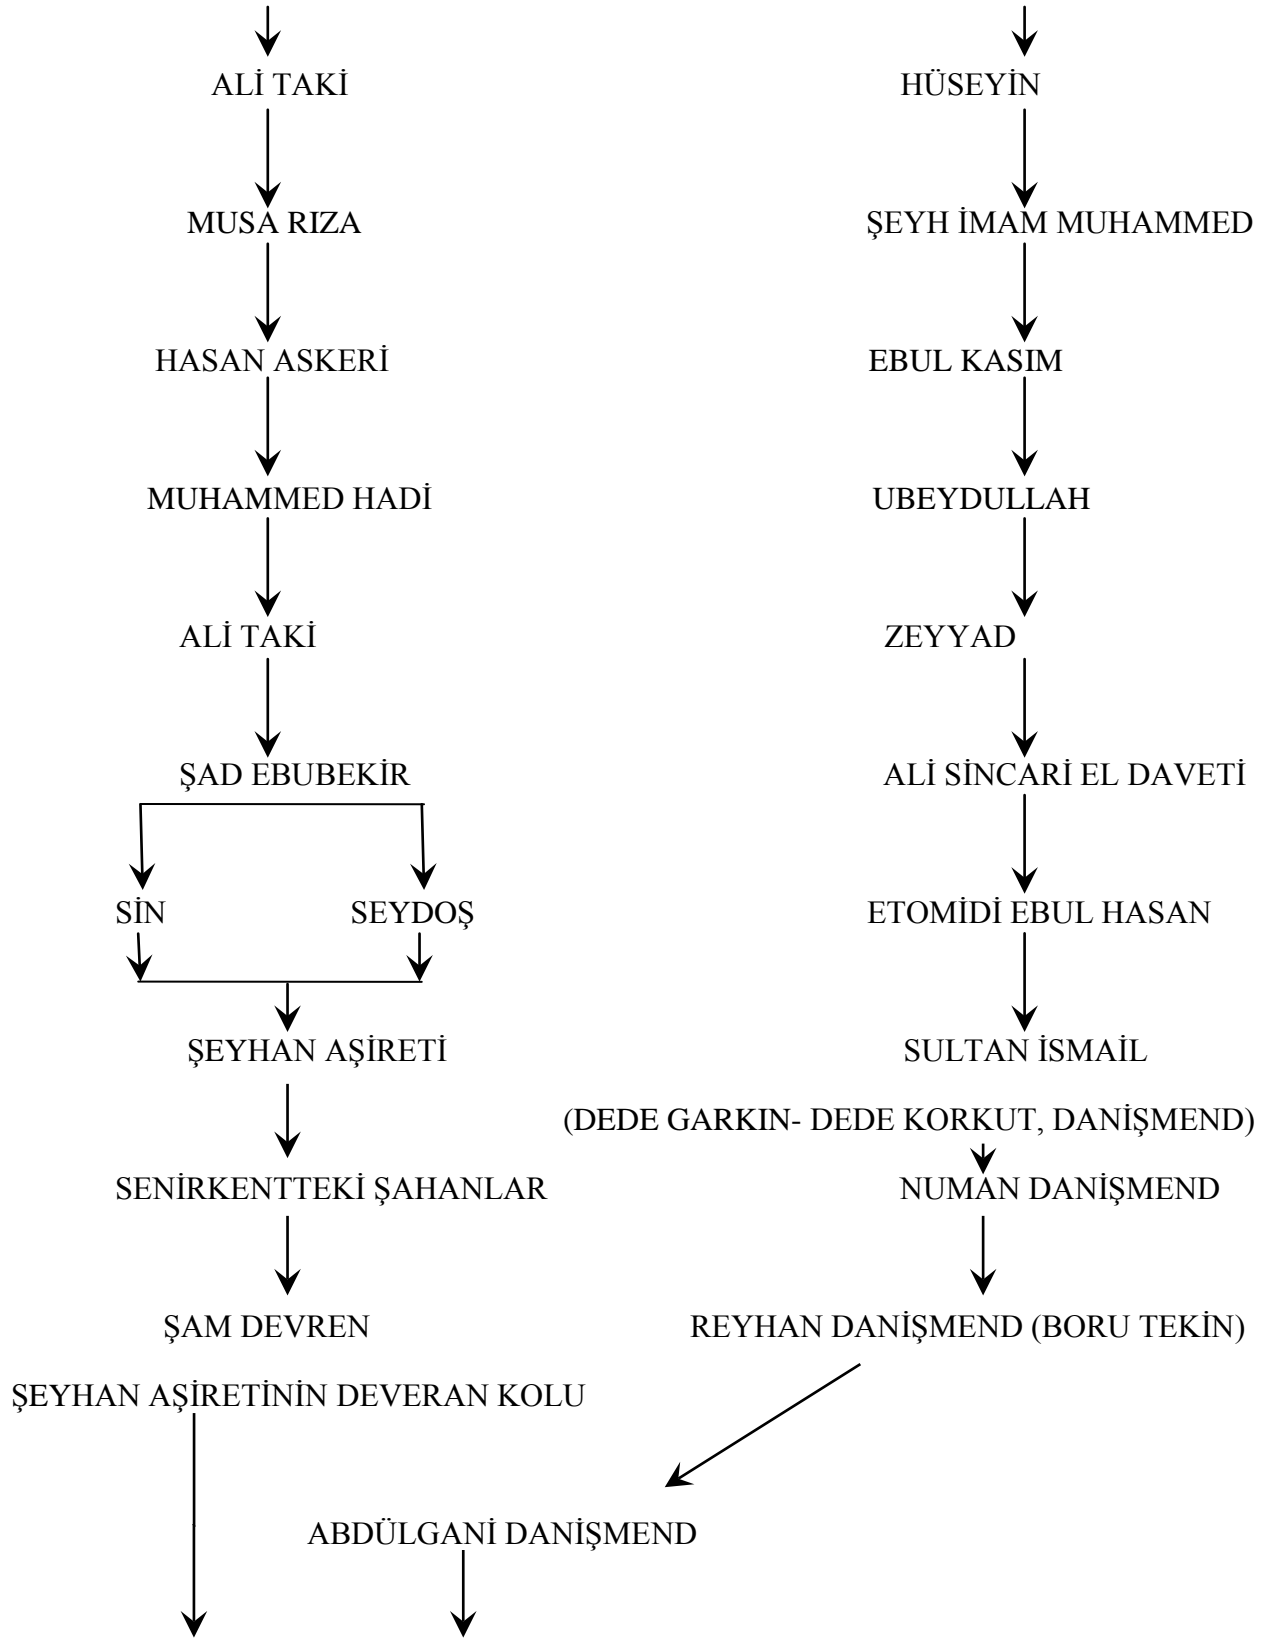 ALİ TAKİ
HÜSEYİN
MUSA RIZA
ŞEYH İMAM MUHAMMED
HASAN ASKERİ
EBUL KASIM
MUHAMMED HADİ
UBEYDULLAH
ALİ TAKİ
ZEYYAD
ŞAD EBUBEKİR
ALİ SİNCARİ EL DAVETİ
SİN
SEYDOŞ
ETOMİDİ EBUL HASAN
ŞEYHAN AŞİRETİ
SULTAN İSMAİL
(DEDE GARKIN- DEDE KORKUT, DANİŞMEND)
SENİRKENTTEKİ ŞAHANLAR
NUMAN DANİŞMEND
ŞAM DEVREN
REYHAN DANİŞMEND (BORU TEKİN)
ŞEYHAN AŞİRETİNİN DEVERAN KOLU
ABDÜLGANİ DANİŞMEND